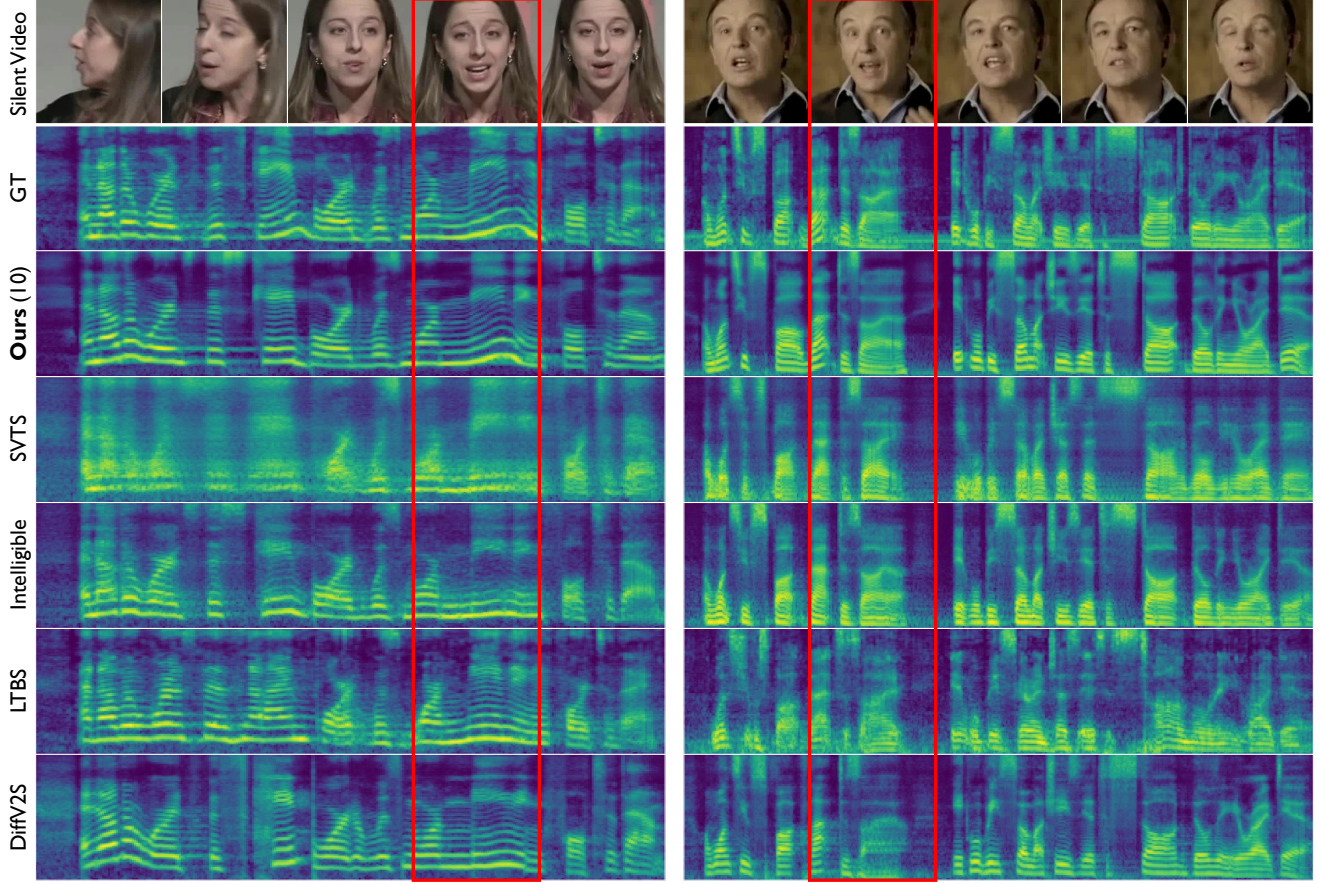 Silent Video
GT
Ours (10)
SVTS
Intelligible
LTBS
DiffV2S